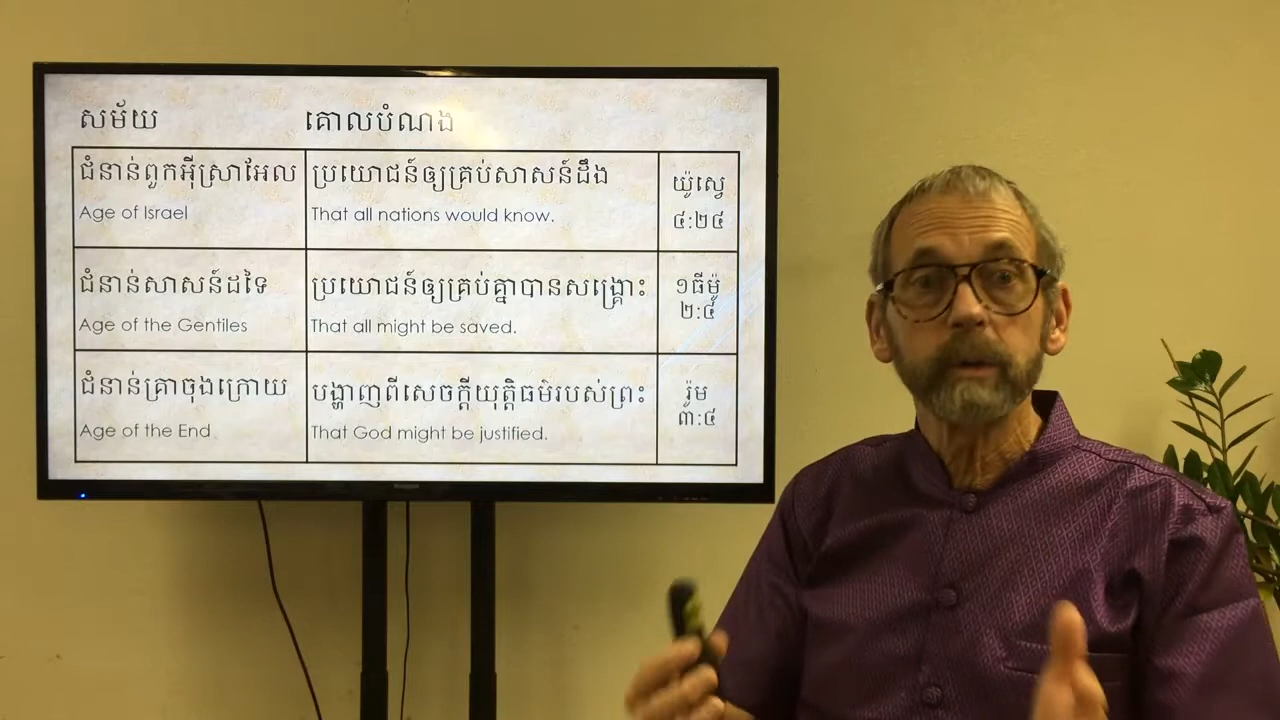 សម័យ គោលបំណង
ជំនាន់ពួកអ៊ីស្រាអែល
Age of Israel
ប្រយោជន៍ឲ្យគ្រប់សាសន៍ដឹង
That all nations would know.
យ៉ូស្វេ
៤:២៤
ជំនាន់សាសន៍ដទៃ
Age of the Gentiles
ប្រយោជន៍ឲ្យគ្រប់គ្នាបានសង្គ្រោះ
That all might be saved.
១ធីម៉ូ
២:៤
ជំនាន់គ្រាចុងក្រោយ
Age of the End
បង្ហាញពីសេចក្ដីយុត្តិធម៌របស់ព្រះ
That God might be justified.
រ៉ូម
៣:៤